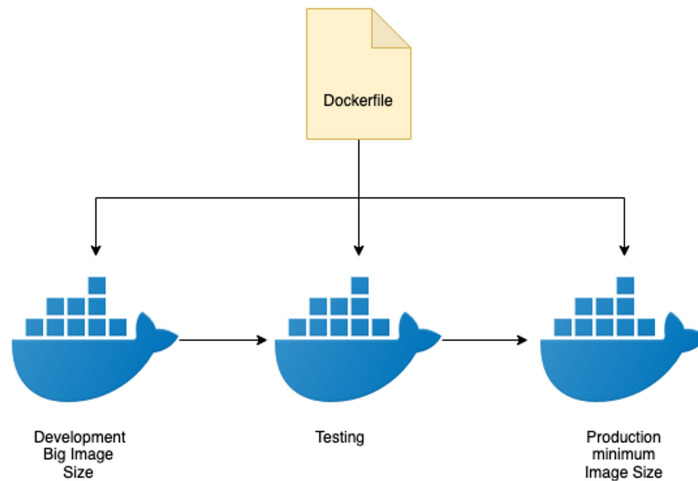 Dockerfile
Development
Big Image
Size
Testing
Production
minimum
Image Size